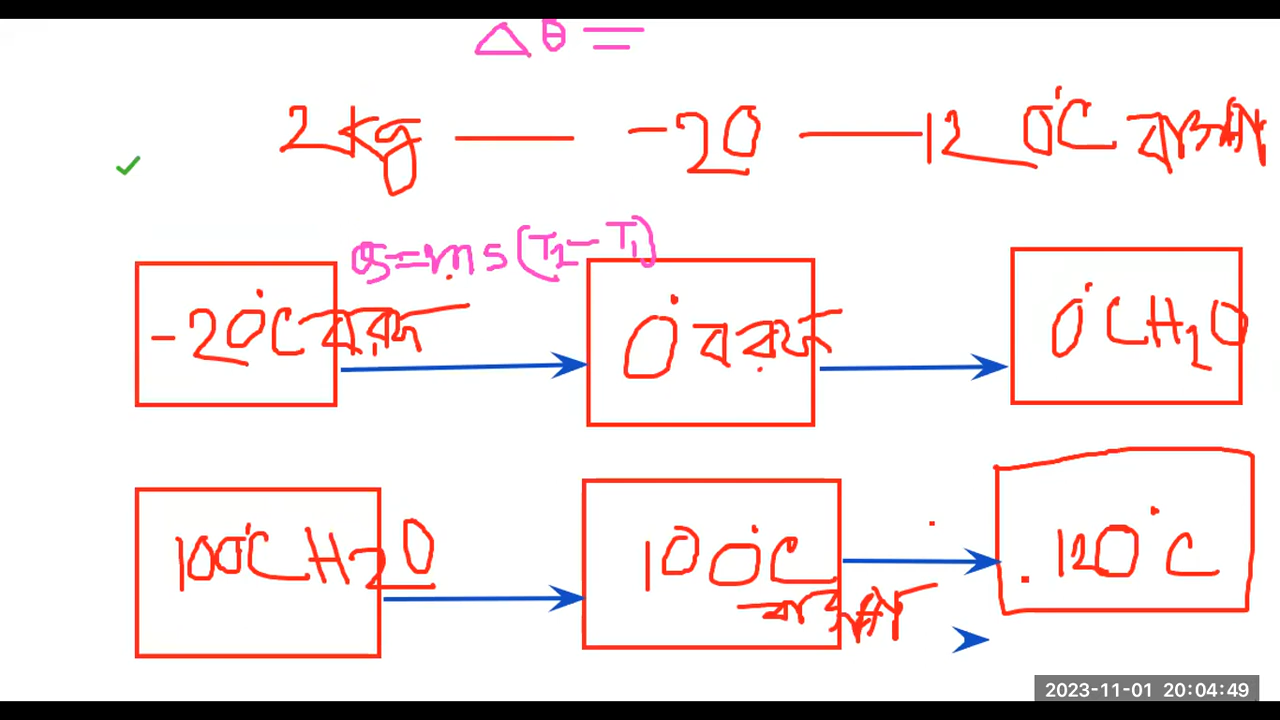 Δθ =
2kg — -20 — 120°C
Q=ms(T₂-T₁)
-20°C বরফ
0 বরফ
0°C H₂O
100°C H2O
100°C
120°C
2023-11-01 20:04:49